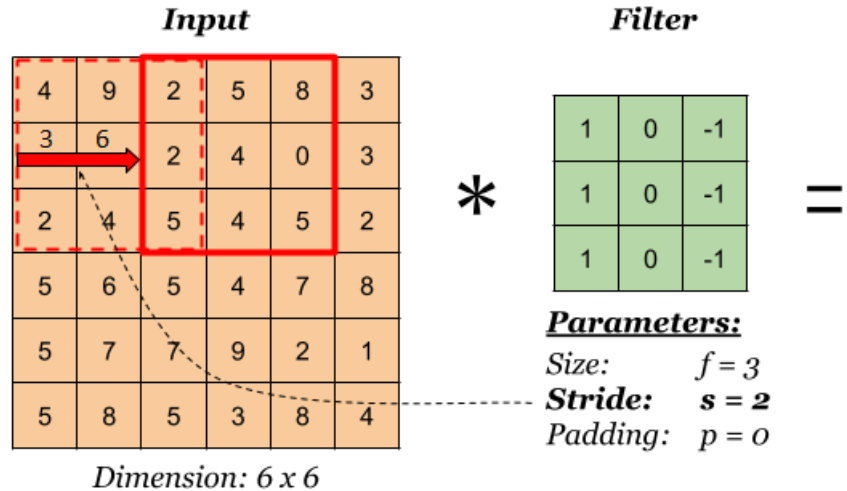 Input
Filter
4 9 2 5 8 3
3 6 2 4 0 3
2 4 5 4 5 2
5 6 5 4 7 8
5 7 7 9 2 1
5 8 5 3 8 4
Dimension: 6 x 6
*
1 0 -1
1 0 -1
1 0 -1
=
Parameters:
Size: f = 3
Stride: s = 2
Padding: p = 0